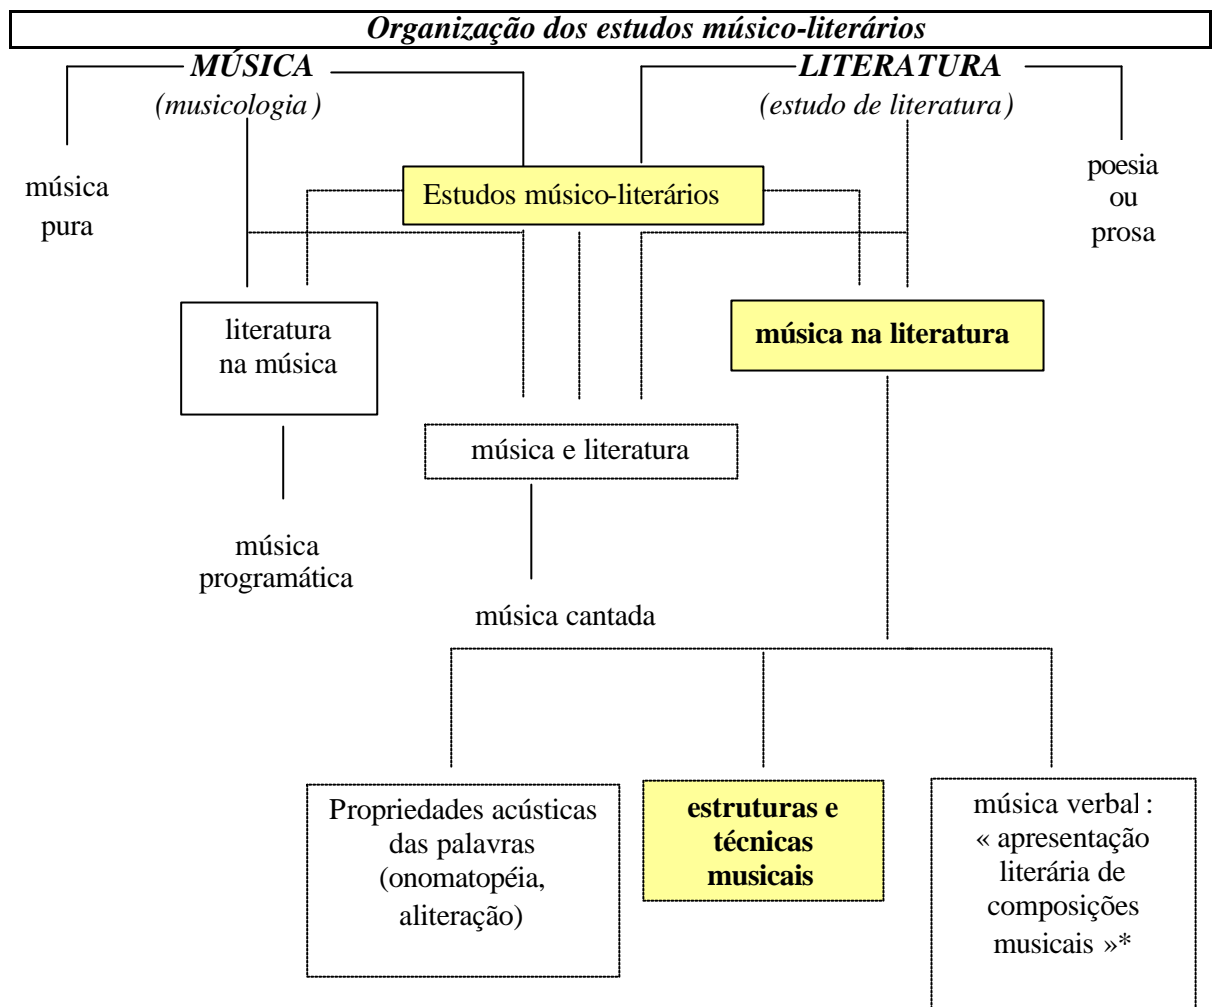 Organização dos estudos músico-literários
MÚSICA
(musicologia)
LITERATURA
(estudo de literatura)
música
pura
Estudos músico-literários
poesia
ou
prosa
literatura
na música
música na literatura
música e literatura
música
programática
música cantada
Propriedades acústicas
das palavras
(onomatopéia,
aliteração)
estruturas e
técnicas
musicais
música verbal :
« apresentação
literária de
composições
musicais »*